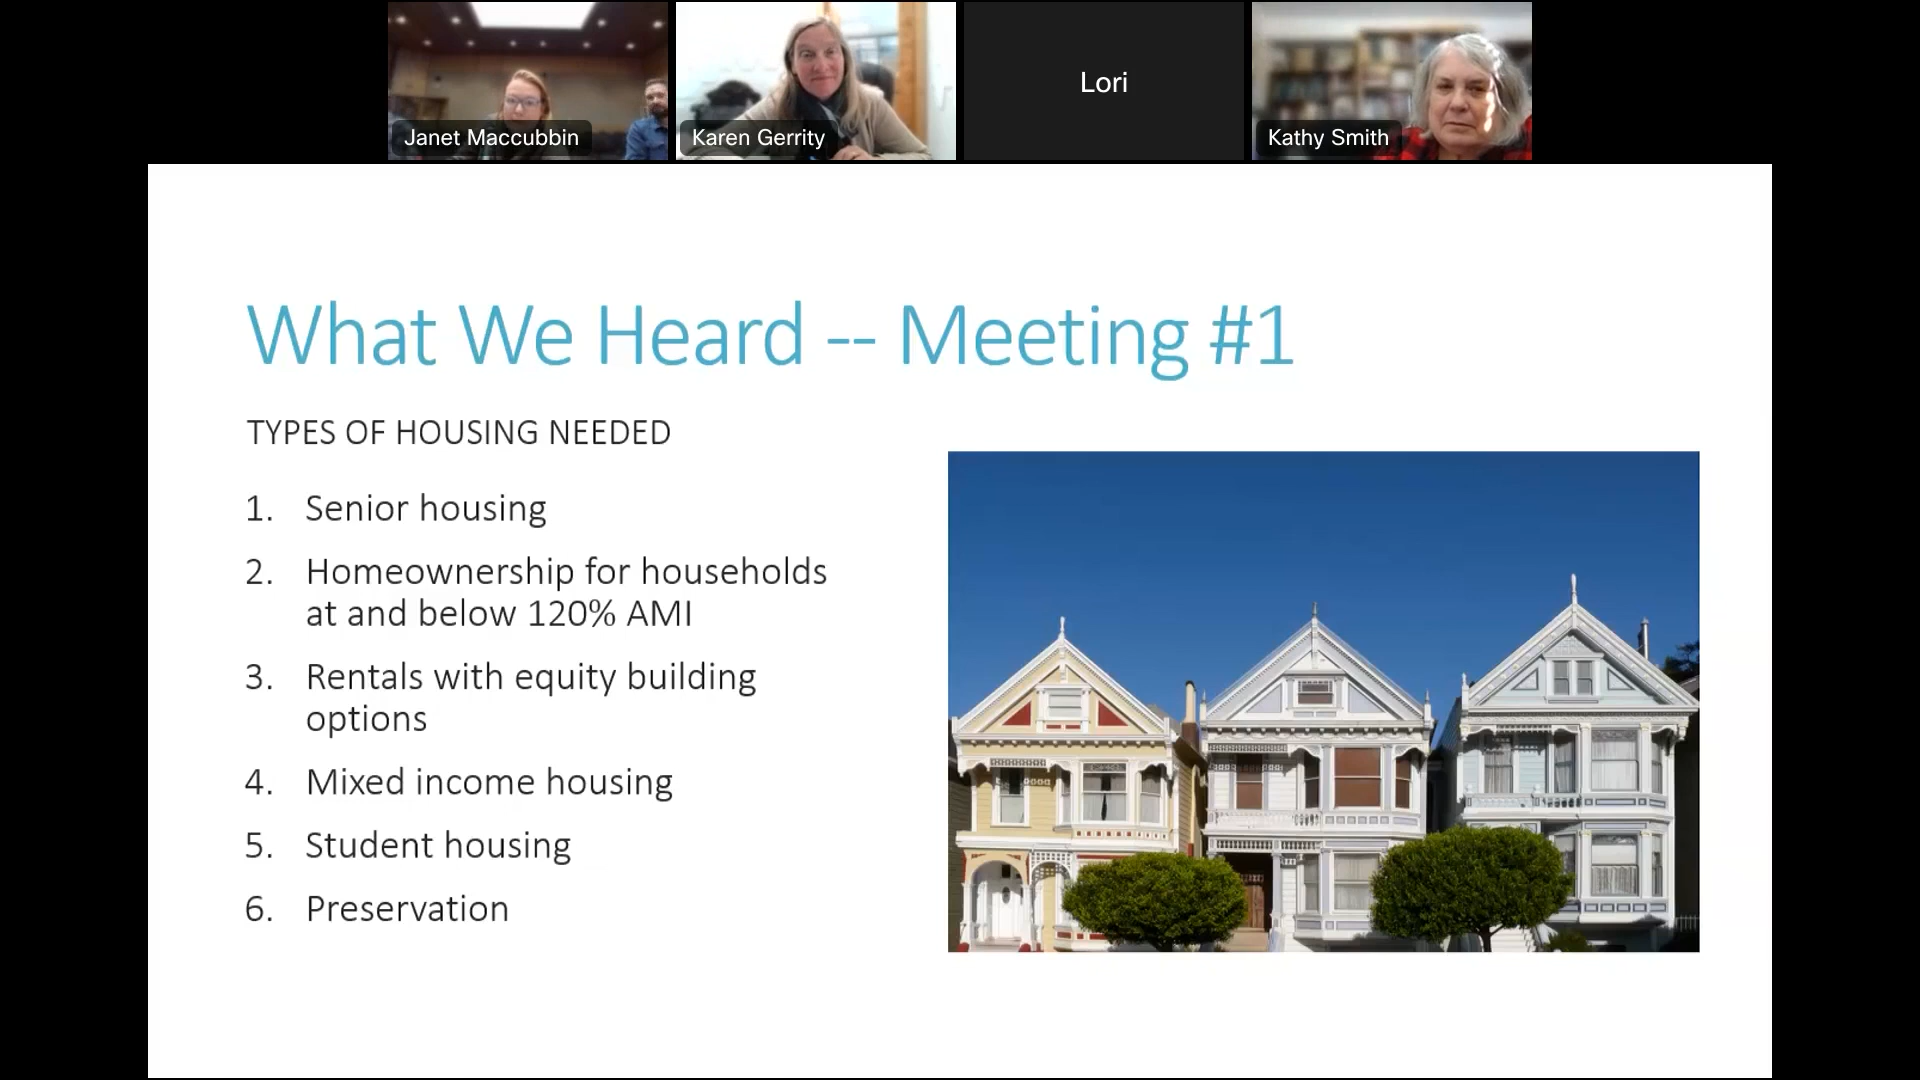 Janet Maccubbin
Karen Gerrity
Lori
Kathy Smith
What We Heard -- Meeting #1
TYPES OF HOUSING NEEDED
1. Senior housing
2. Homeownership for households
at and below 120% AMI
3. Rentals with equity building
options
4. Mixed income housing
5. Student housing
6. Preservation